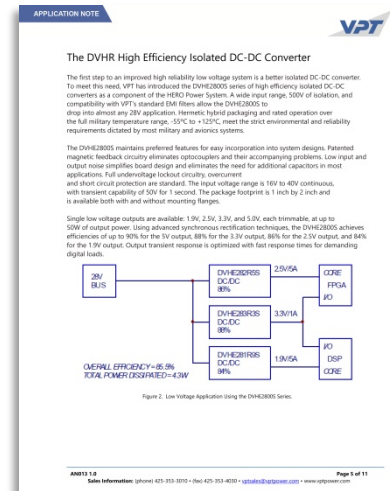 APPLICATION NOTE
VPT
The DVHR High Efficiency Isolated DC-DC Converter
The first step to an improved high reliability low voltage system is a better isolated DC-DC converter.
To meet this need, VPT has introduced the DVHE2800S series of high efficiency isolated DC-DC
converters as a component of the HERO Power System. A wide input range, 500V of isolation, and
compatibility with VPT's standard EMI filters allow the DVHE2800S to
drop into almost any 28V application. Hermetic hybrid packaging and rated operation over
the full military temperature range, -55°C to +125°C, meet the strict environmental and reliability
requirements dictated by most military and avionics systems.
The DVHE2800S maintains preferred features for easy incorporation into system designs. Patented
magnetic feedback circuitry eliminates optocouplers and their accompanying problems. Low input and
output noise simplifies board design and eliminates the need for additional capacitors in most
applications. Full undervoltage lockout circuitry, overcurrent
and short circuit protection are standard. The input voltage range is 16V to 40V continuous,
with transient capability of 50V for 1 second. The package footprint is 1 inch by 2 inch and
is available both with and without mounting flanges.
Single low voltage outputs are available: 1.9V, 2.5V, 3.3V, and 5.0V, each trimmable, at up to
50W of output power. Using advanced synchronous rectification techniques, the DVHE2800S achieves
efficiencies of up to 90% for the 5V output, 88% for the 3.3V output, 86% for the 2.5V output, and 84%
for the 1.9V output. Output transient response is optimized with fast response times for demanding
digital loads.
28V
BUS
DVHE282R5S
DC/DC
86%
2.5V/5A
CORE
FPGA
I/O
DVHE283R3S
DC/DC
88%
3.3V/1A
DVHE281R9S
DC/DC
84%
1.9V/5A
I/O
DSP
CORE
OVERALL EFFICIENCY = 85.5%
TOTAL POWER DISSIPATED = 4.3W
Figure 2. Low Voltage Application Using the DVHE2800S Series.
AN013 1.0
Page 5 of 11
Sales Information: (phone) 425-353-3010 • (fax) 425-353-4030 • vptsales@vptpower.com • www.vptpower.com